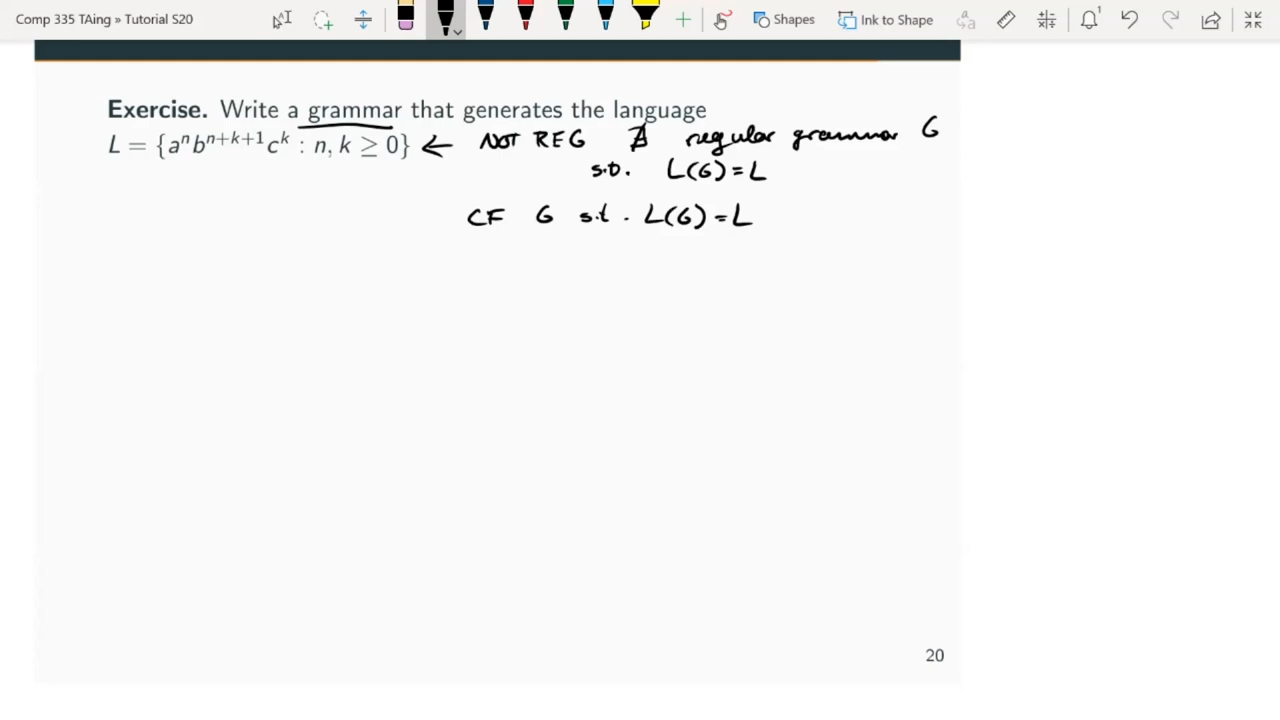 Comp 335 TAing » Tutorial S20
Shapes
Ink to Shape
Exercise. Write a grammar that generates the language
L = {aⁿbⁿ⁺ᵏ⁺¹cᵏ : n, k ≥ 0} ← NOT REG ∄ regular grammar G
s.t. L(G) = L
CF G s.t. L(G) = L
20